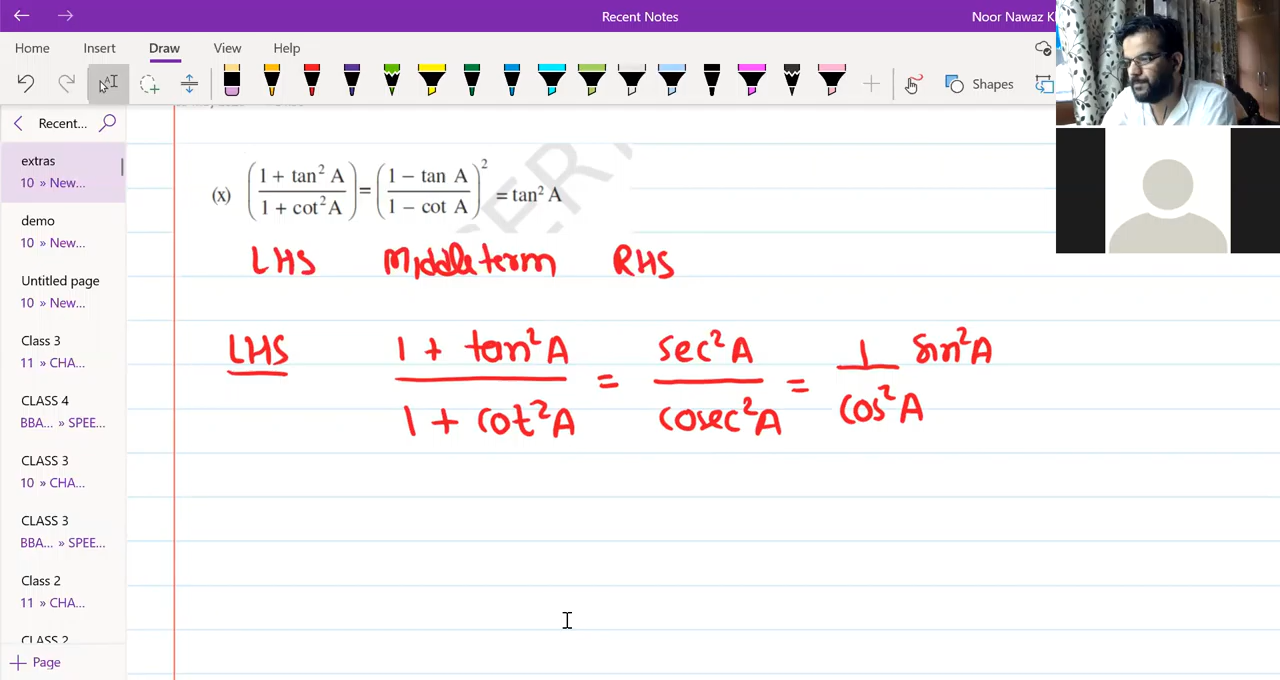 Recent Notes
Noor Nawaz K
Home Insert Draw View Help
Shapes
Recent...
extras
10 » New...
demo
10 » New...
Untitled page
10 » New...
Class 3
11 » CHA...
CLASS 4
BBA... » SPEE...
CLASS 3
10 » CHA...
CLASS 3
BBA... » SPEE...
Class 2
11 » CHA...
CLASS 2
Page
(x) (1 + tan² A / 1 + cot² A) = (1 − tan A / 1 − cot A)² = tan² A
LHS Middle term RHS
LHS 1 + tan²A / 1 + cot²A = sec²A / cosec²A = 1 / cos²A sin²A